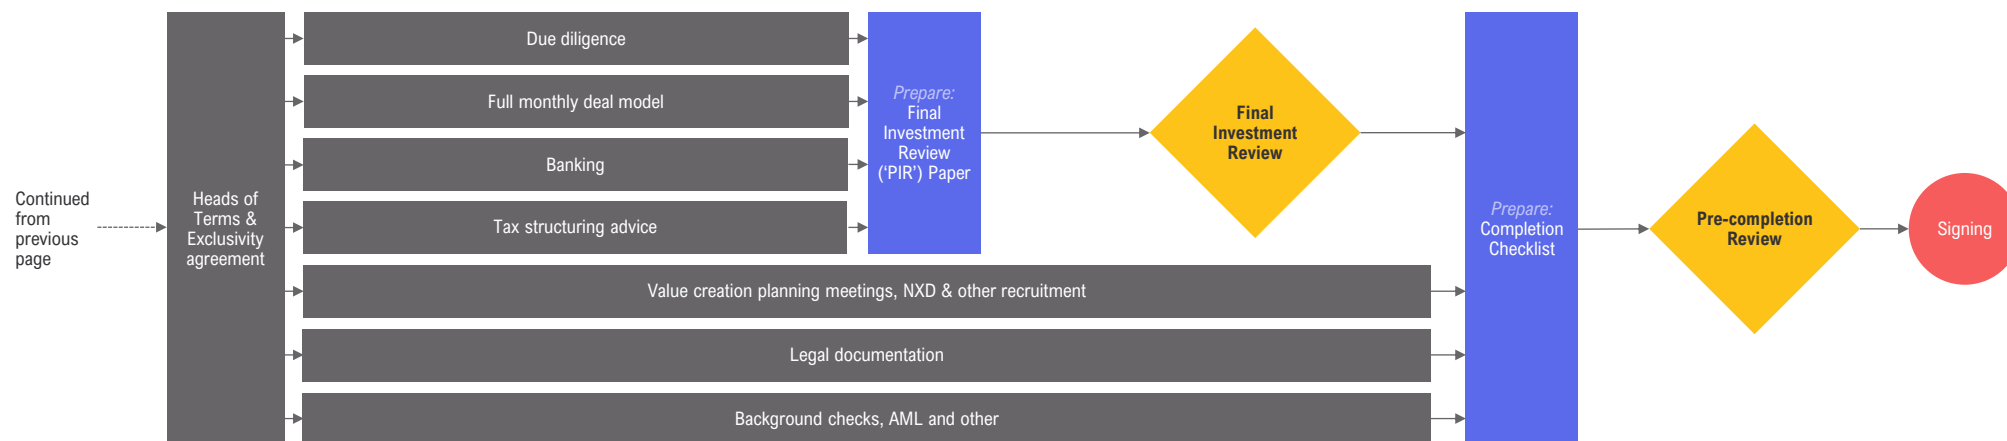 Continued
from
previous
page
Heads of
Terms &
Exclusivity
agreement
Due diligence
Full monthly deal model
Banking
Tax structuring advice
Value creation planning meetings, NXD & other recruitment
Legal documentation
Background checks, AML and other
Prepare:
Final
Investment
Review
(‘PIR’) Paper
Final
Investment
Review
Prepare:
Completion
Checklist
Pre-completion
Review
Signing